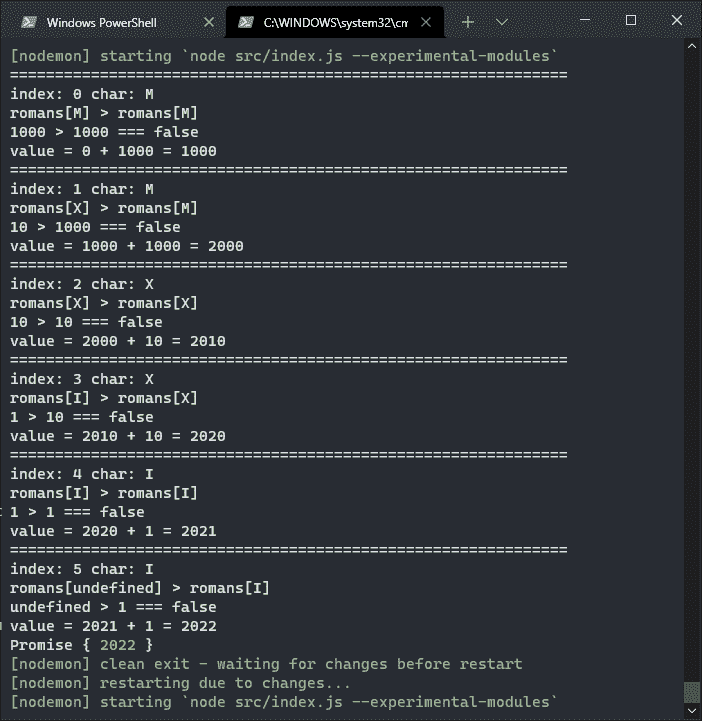 Windows PowerShell
C:\WINDOWS\system32\cm
[nodemon] starting `node src/index.js --experimental-modules`
==============================================================
index: 0 char: M
romans[M] > romans[M]
1000 > 1000 === false
value = 0 + 1000 = 1000
==============================================================
index: 1 char: M
romans[X] > romans[M]
10 > 1000 === false
value = 1000 + 1000 = 2000
==============================================================
index: 2 char: X
romans[X] > romans[X]
10 > 10 === false
value = 2000 + 10 = 2010
==============================================================
index: 3 char: X
romans[I] > romans[X]
1 > 10 === false
value = 2010 + 10 = 2020
==============================================================
index: 4 char: I
romans[I] > romans[I]
1 > 1 === false
value = 2020 + 1 = 2021
==============================================================
index: 5 char: I
romans[undefined] > romans[I]
undefined > 1 === false
value = 2021 + 1 = 2022
Promise { 2022 }
[nodemon] clean exit - waiting for changes before restart
[nodemon] restarting due to changes...
[nodemon] starting `node src/index.js --experimental-modules`